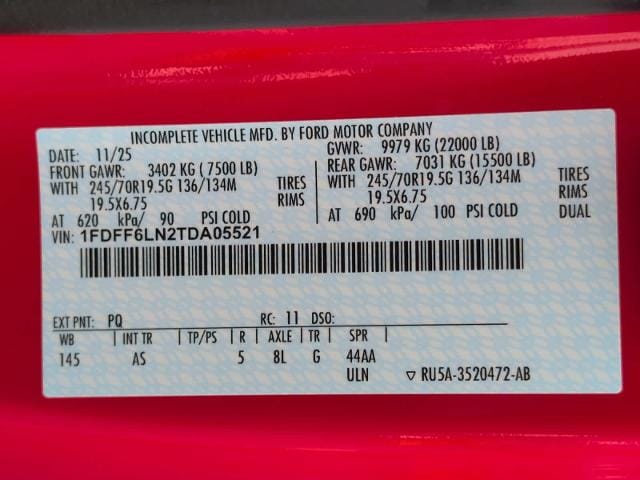 INCOMPLETE VEHICLE MFD. BY FORD MOTOR COMPANY
DATE: 11/25 GVWR: 9979 KG (22000 LB)
FRONT GAWR: 3402 KG (7500 LB) REAR GAWR: 7031 KG (15500 LB)
WITH 245/70R19.5G 136/134M TIRES WITH 245/70R19.5G 136/134M TIRES
19.5X6.75 RIMS 19.5X6.75 RIMS
AT 620 kPa/ 90 PSI COLD AT 690 kPa/ 100 PSI COLD DUAL
VIN: 1FDFF6LN2TDA05521
EXT PNT: PQ RC: 11 DSO:
WB INT TR TP/PS R AXLE TR SPR
145 AS 5 8L G 44AA
ULN ▽ RU5A-3520472-AB